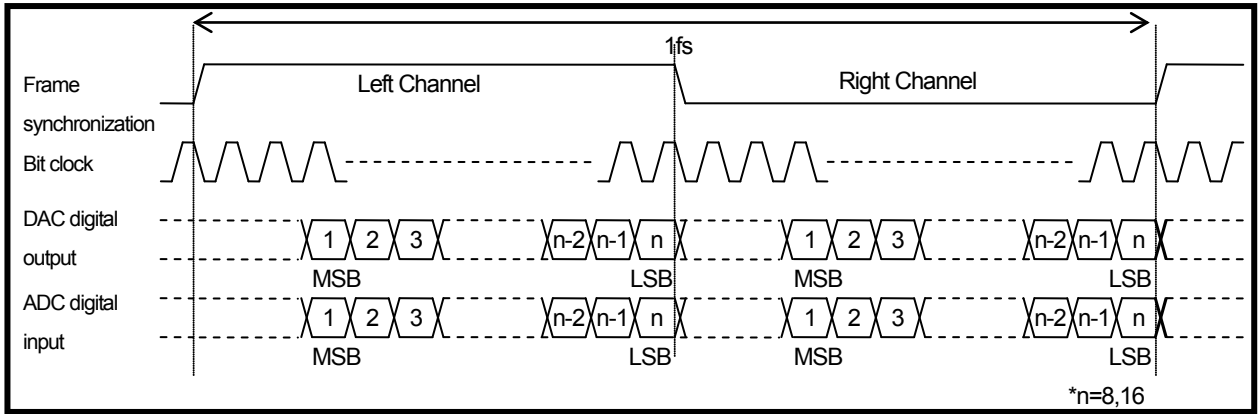 1fs
Frame
synchronization
Left Channel
Right Channel
Bit clock
DAC digital
output
1 2 3 n-2 n-1 n 1 2 3 n-2 n-1 n
MSB LSB MSB LSB
ADC digital
input
1 2 3 n-2 n-1 n 1 2 3 n-2 n-1 n
MSB LSB MSB LSB
*n=8,16